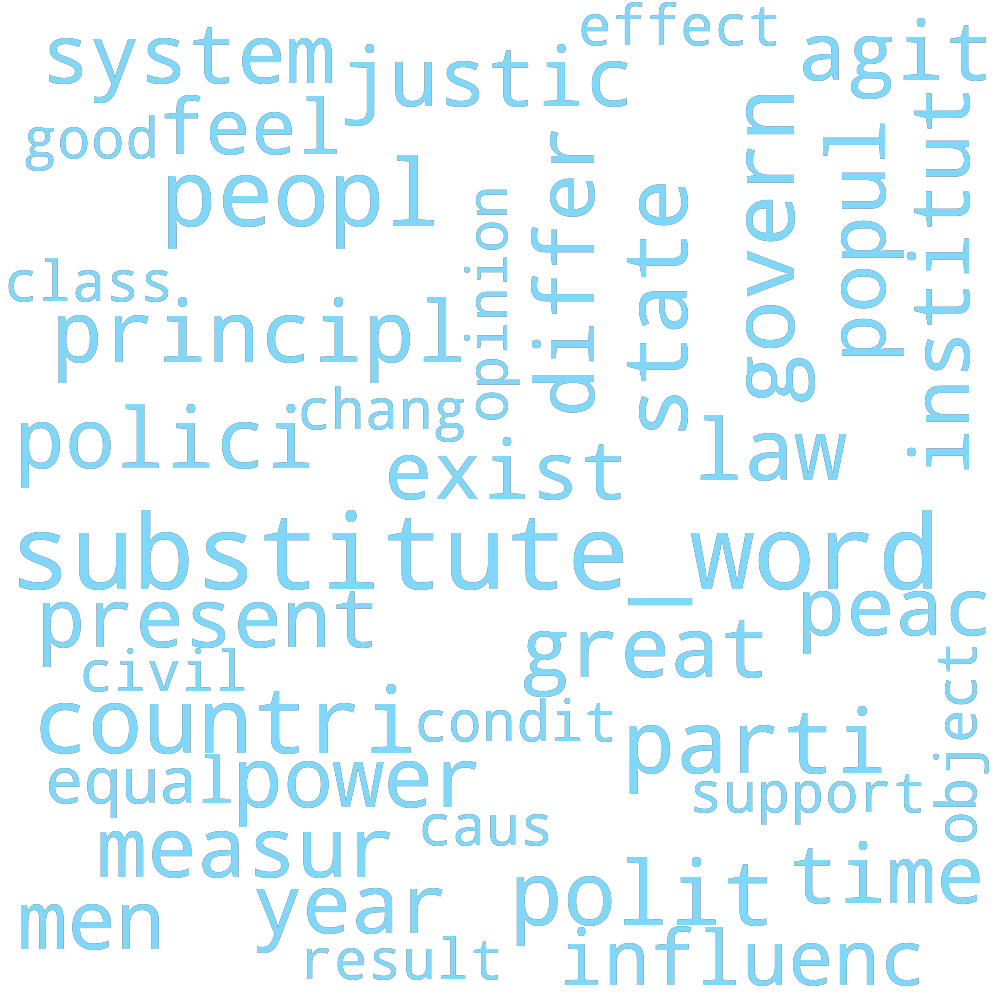 effect
system
justic
agit
good
feel
peopl
institut
govern
popul
differ
state
opinion
class
principl
chang
polici
law
exist
substitute_word
present
peac
great
civil
object
countri
condit
parti
equal
power
support
measur
caus
time
polit
year
men
influenc
result